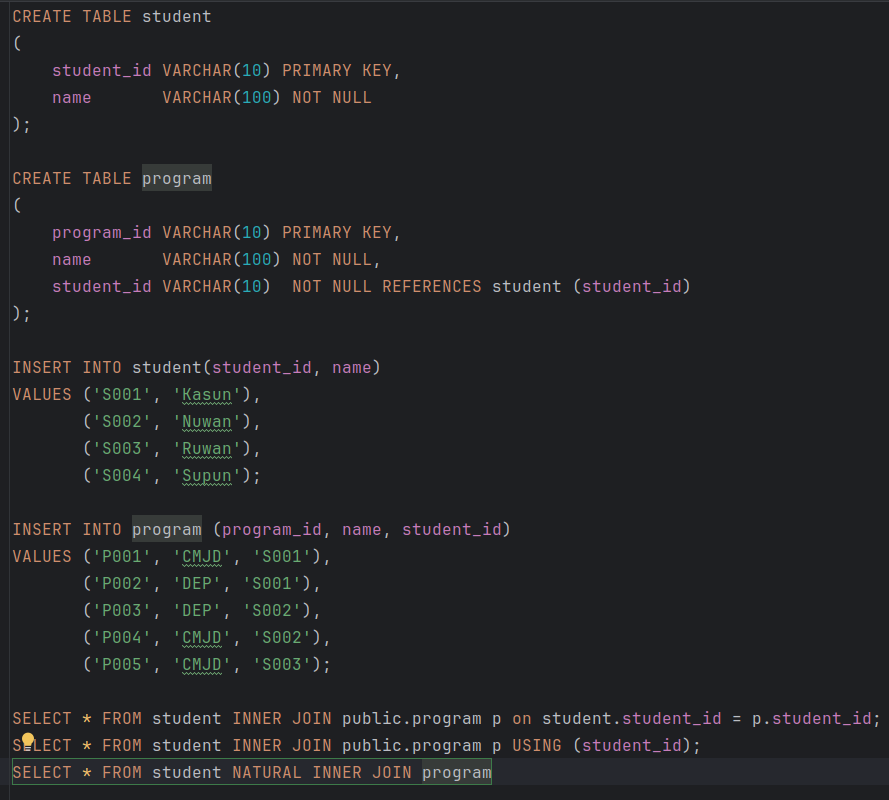 CREATE TABLE student
(
    student_id VARCHAR(10) PRIMARY KEY,
    name       VARCHAR(100) NOT NULL
);

CREATE TABLE program
(
    program_id VARCHAR(10) PRIMARY KEY,
    name       VARCHAR(100) NOT NULL,
    student_id VARCHAR(10)  NOT NULL REFERENCES student (student_id)
);

INSERT INTO student(student_id, name)
VALUES ('S001', 'Kasun'),
       ('S002', 'Nuwan'),
       ('S003', 'Ruwan'),
       ('S004', 'Supun');

INSERT INTO program (program_id, name, student_id)
VALUES ('P001', 'CMJD', 'S001'),
       ('P002', 'DEP', 'S001'),
       ('P003', 'DEP', 'S002'),
       ('P004', 'CMJD', 'S002'),
       ('P005', 'CMJD', 'S003');

SELECT * FROM student INNER JOIN public.program p on student.student_id = p.student_id;
SELECT * FROM student INNER JOIN public.program p USING (student_id);
SELECT * FROM student NATURAL INNER JOIN program